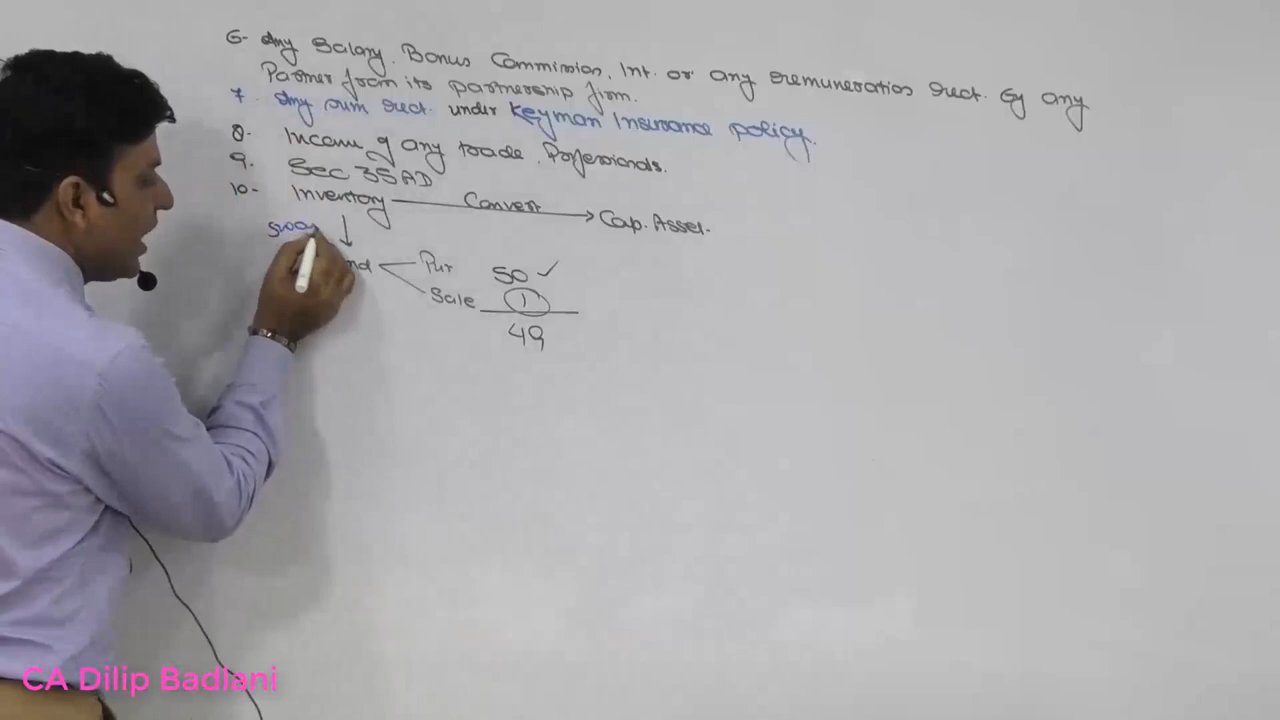 6- Any Salary, Bonus Commission, Int. or any remuneration rect. by any
Partner from its partnership firm.
7. Any sum rect. under Keyman Insurance policy.
8. Income of any trade, Professionals.
9. Sec 35AD
10- Inventory Convert Cap. Asset.
Pur 50 ✓
Sale 1
49
CA Dilip Badlani